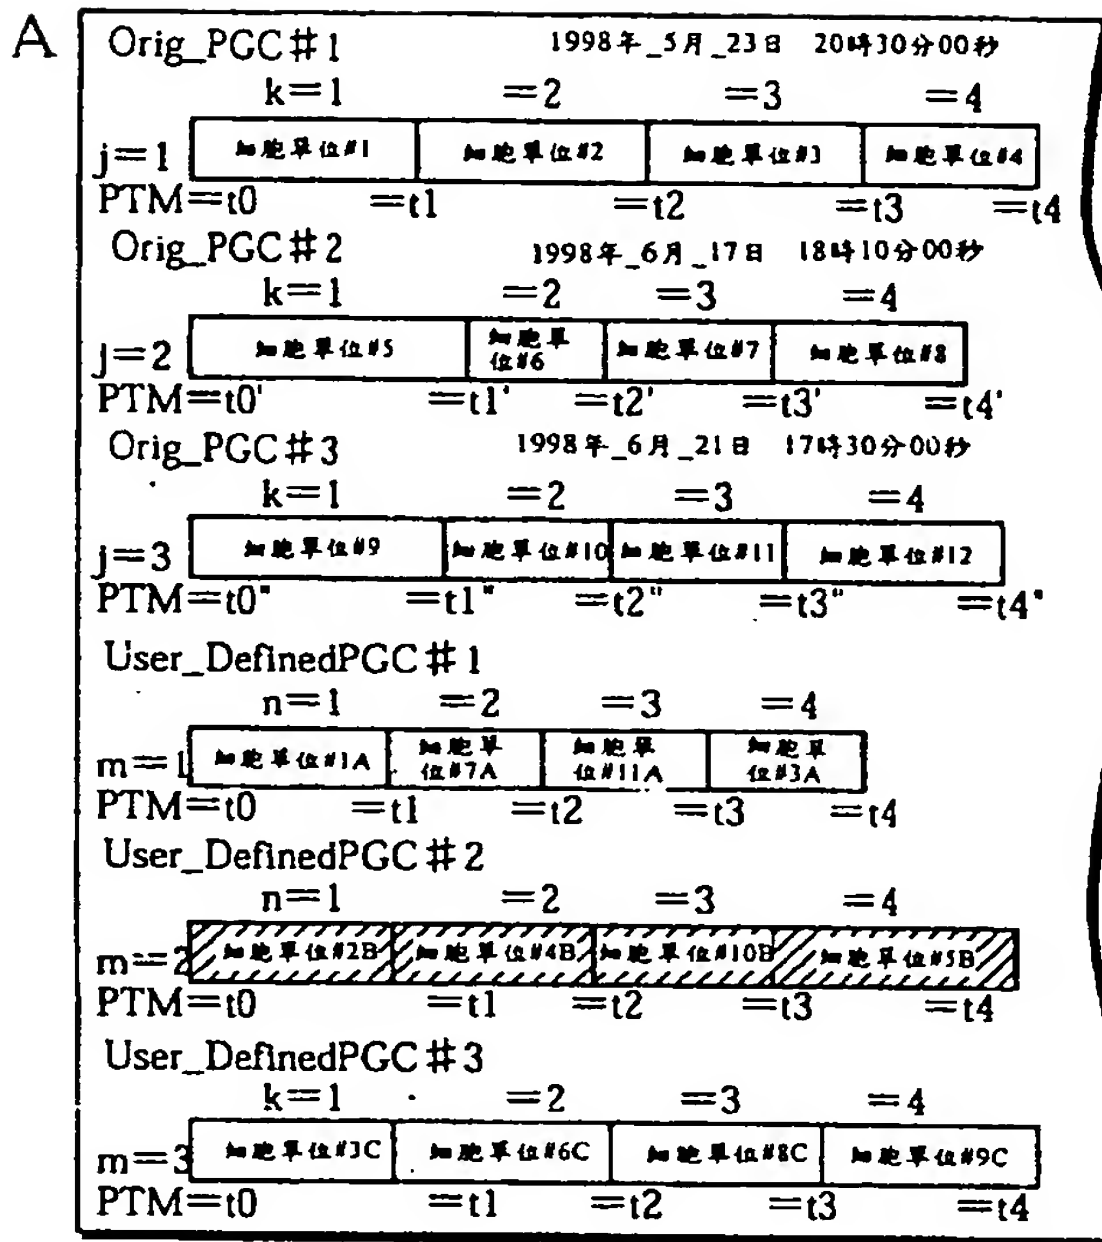 A
Orig_PGC#1 1998年_5月_23日 20時30分00秒
k=1 =2 =3 =4
j=1 細胞單位#1 細胞單位#2 細胞單位#3 細胞單位#4
PTM=t0 =t1 =t2 =t3 =t4
Orig_PGC#2 1998年_6月_17日 18時10分00秒
k=1 =2 =3 =4
j=2 細胞單位#5 細胞單位#6 細胞單位#7 細胞單位#8
PTM=t0' =t1' =t2' =t3' =t4'
Orig_PGC#3 1998年_6月_21日 17時30分00秒
k=1 =2 =3 =4
j=3 細胞單位#9 細胞單位#10 細胞單位#11 細胞單位#12
PTM=t0" =t1" =t2" =t3" =t4"
User_DefinedPGC#1
n=1 =2 =3 =4
m=1 細胞單位#1A 細胞單位#7A 細胞單位#11A 細胞單位#3A
PTM=t0 =t1 =t2 =t3 =t4
User_DefinedPGC#2
n=1 =2 =3 =4
m=2 細胞單位#2B 細胞單位#4B 細胞單位#10B 細胞單位#5B
PTM=t0 =t1 =t2 =t3 =t4
User_DefinedPGC#3
k=1 =2 =3 =4
m=3 細胞單位#3C 細胞單位#6C 細胞單位#8C 細胞單位#9C
PTM=t0 =t1 =t2 =t3 =t4